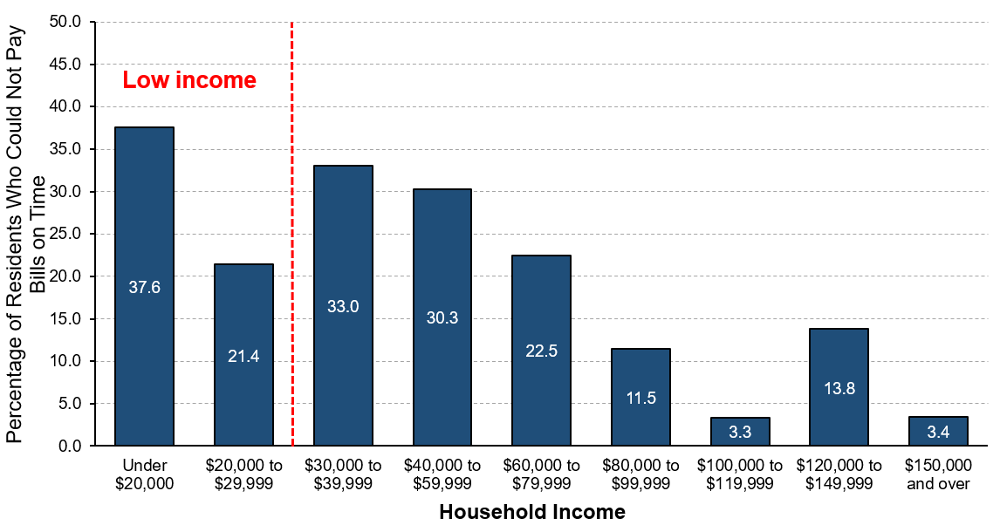 Percentage of Residents Who Could Not Pay
Bills on Time
50.0
45.0
40.0
35.0
30.0
25.0
20.0
15.0
10.0
5.0
0.0
Low income
37.6
21.4
33.0
30.3
22.5
11.5
3.3
13.8
3.4
Under
$20,000
$20,000 to
$29,999
$30,000 to
$39,999
$40,000 to
$59,999
$60,000 to
$79,999
$80,000 to
$99,999
$100,000 to
$119,999
$120,000 to
$149,999
$150,000
and over
Household Income